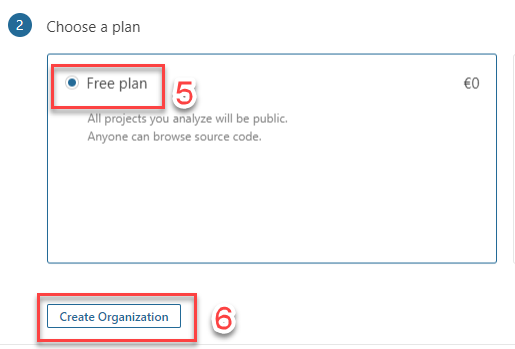 2 Choose a plan
Free plan 5 €0
All projects you analyze will be public.
Anyone can browse source code.
Create Organization 6